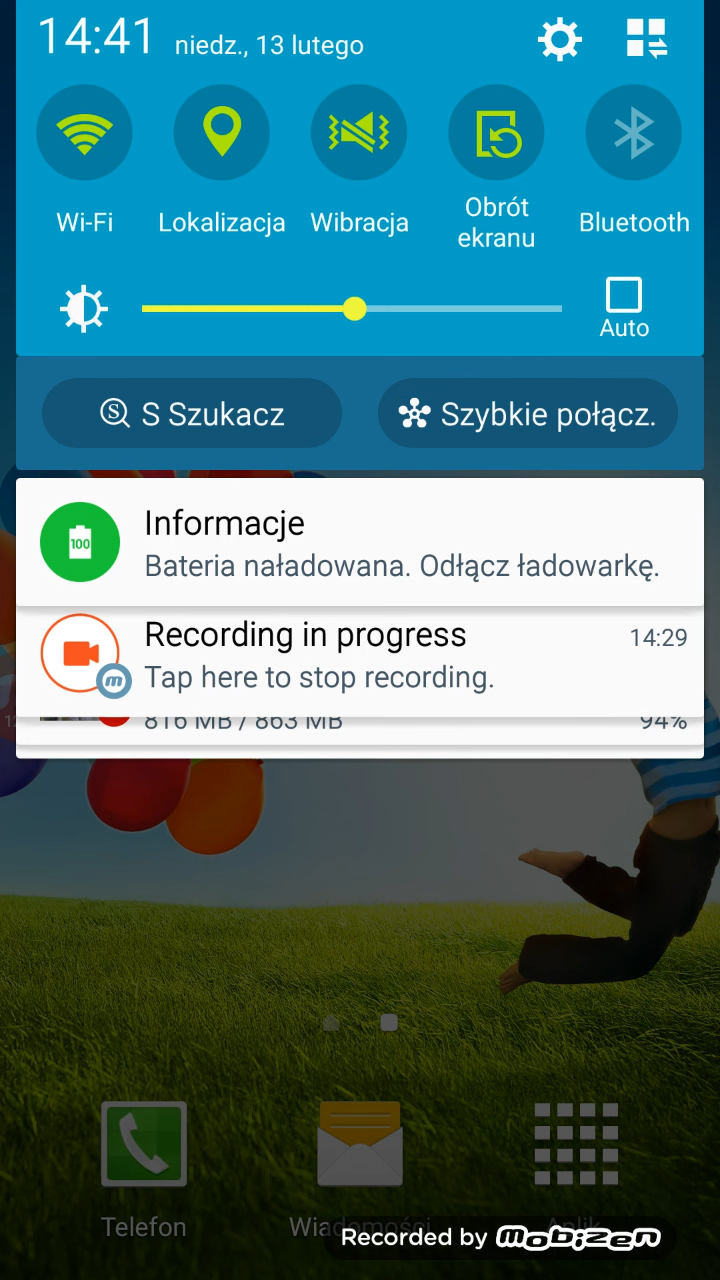 14:41 niedz., 13 lutego
Wi-Fi Lokalizacja Wibracja Obrót ekranu Bluetooth
Auto
S Szukacz Szybkie połącz.
100
Informacje
Bateria naładowana. Odłącz ładowarkę.
Recording in progress 14:29
Tap here to stop recording.
816 MB / 863 MB 94%
Telefon Wiadomości Aplik.
Recorded by mobizen